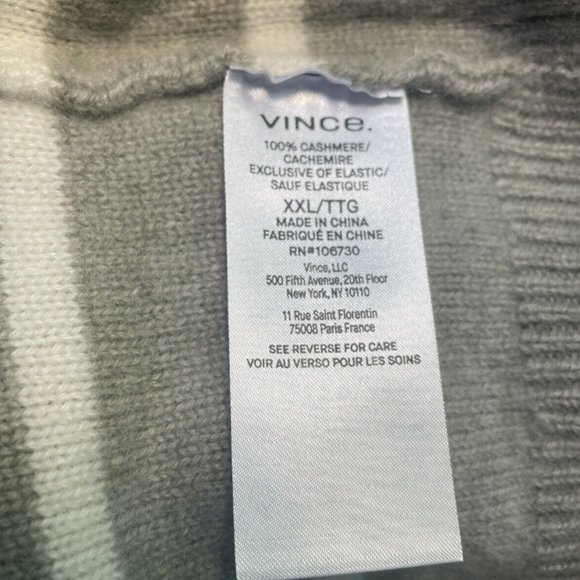 VINCe.
100% CASHMERE/
CACHEMIRE
EXCLUSIVE OF ELASTIC/
SAUF ELASTIQUE
XXL/TTG
MADE IN CHINA
FABRIQUÉ EN CHINE
RN#106730
Vince, LLC
500 Fifth Avenue, 20th Floor
New York, NY 10110
11 Rue Saint Florentin
75008 Paris France
SEE REVERSE FOR CARE
VOIR AU VERSO POUR LES SOINS